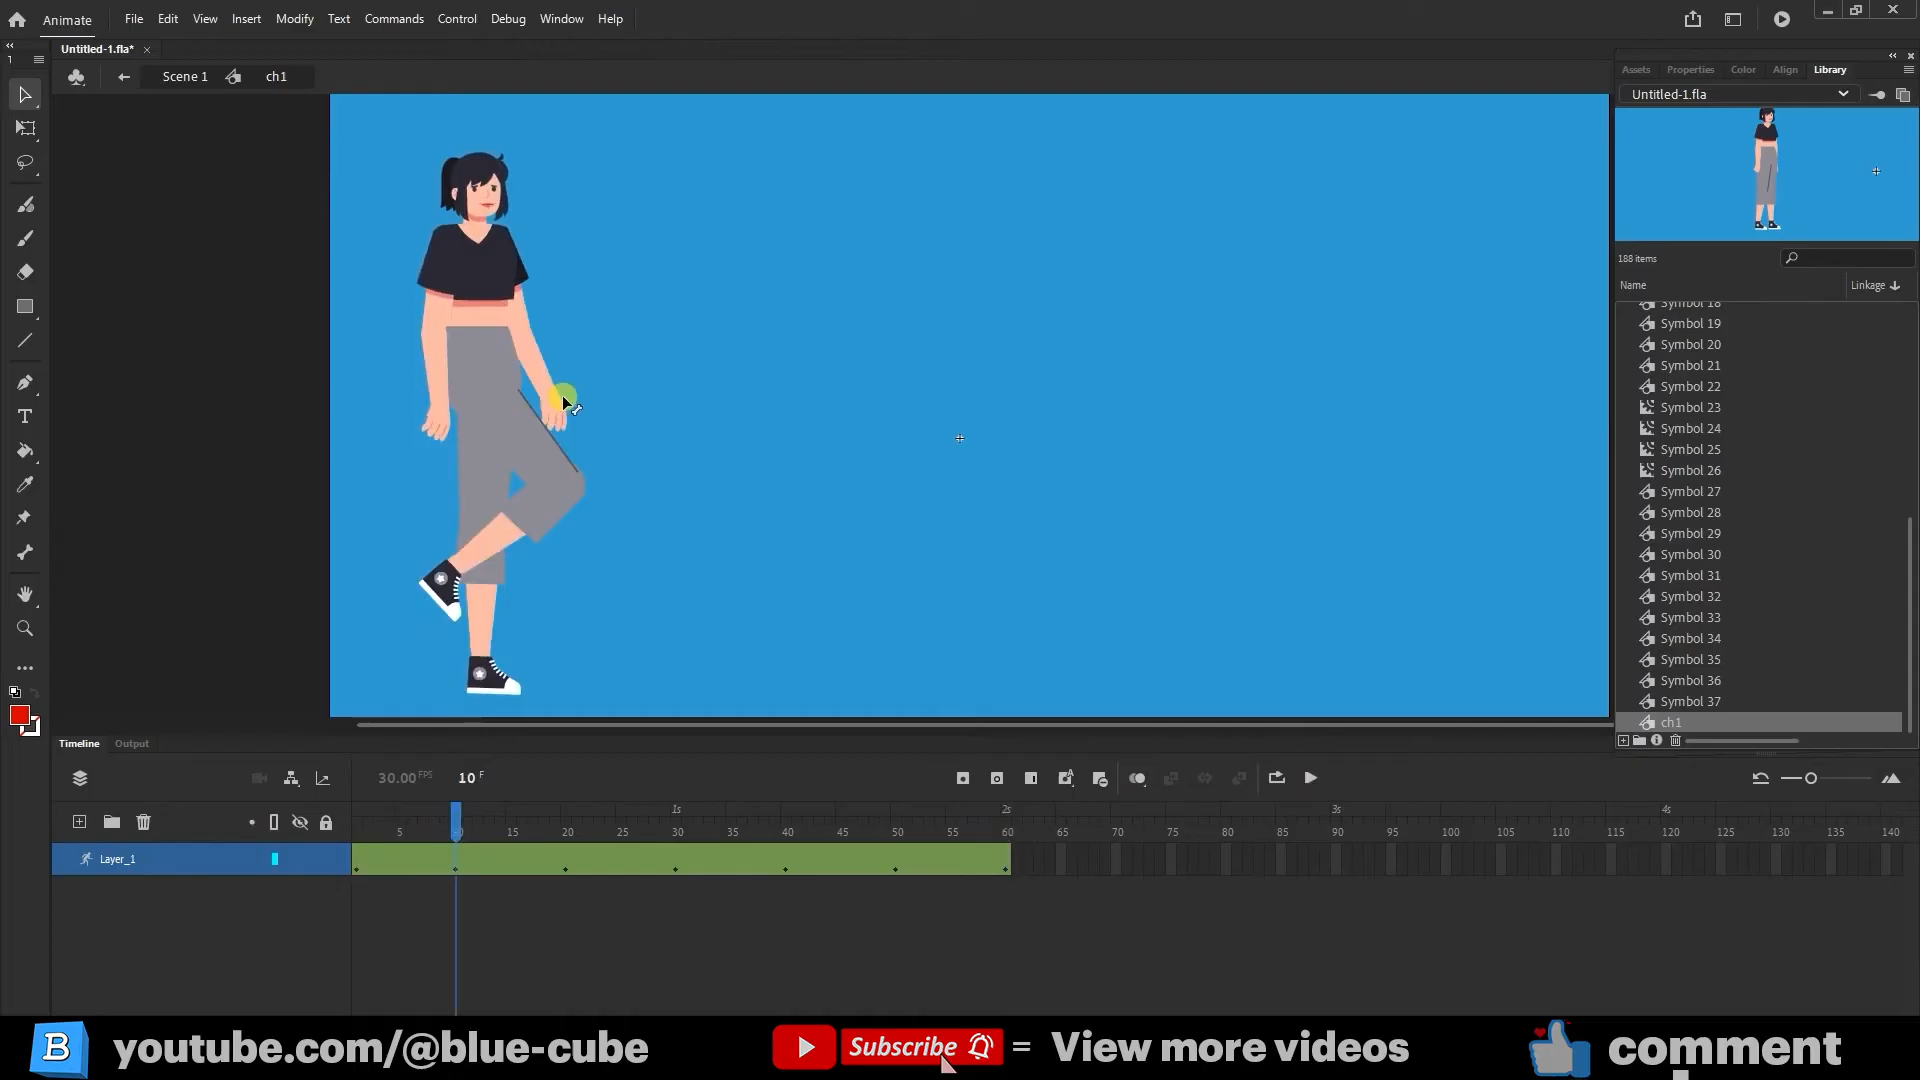 Animate
File Edit View Insert Modify Text Commands Control Debug Window Help
Untitled-1.fla*
Scene 1 ch1
Assets Properties Color Align Library
Untitled-1.fla
188 items
Name Linkage
Symbol 18
Symbol 19
Symbol 20
Symbol 21
Symbol 22
Symbol 23
Symbol 24
Symbol 25
Symbol 26
Symbol 27
Symbol 28
Symbol 29
Symbol 30
Symbol 31
Symbol 32
Symbol 33
Symbol 34
Symbol 35
Symbol 36
Symbol 37
ch1
Timeline Output
30.00 FPS 10 F
1s 2s 3s 4s
5 15 20 25 30 35 40 45 50 55 60 65 70 75 80 85 90 95 100 105 110 115 120 125 130 135 140
Layer_1
B youtube.com/@blue-cube Subscribe = View more videos comment